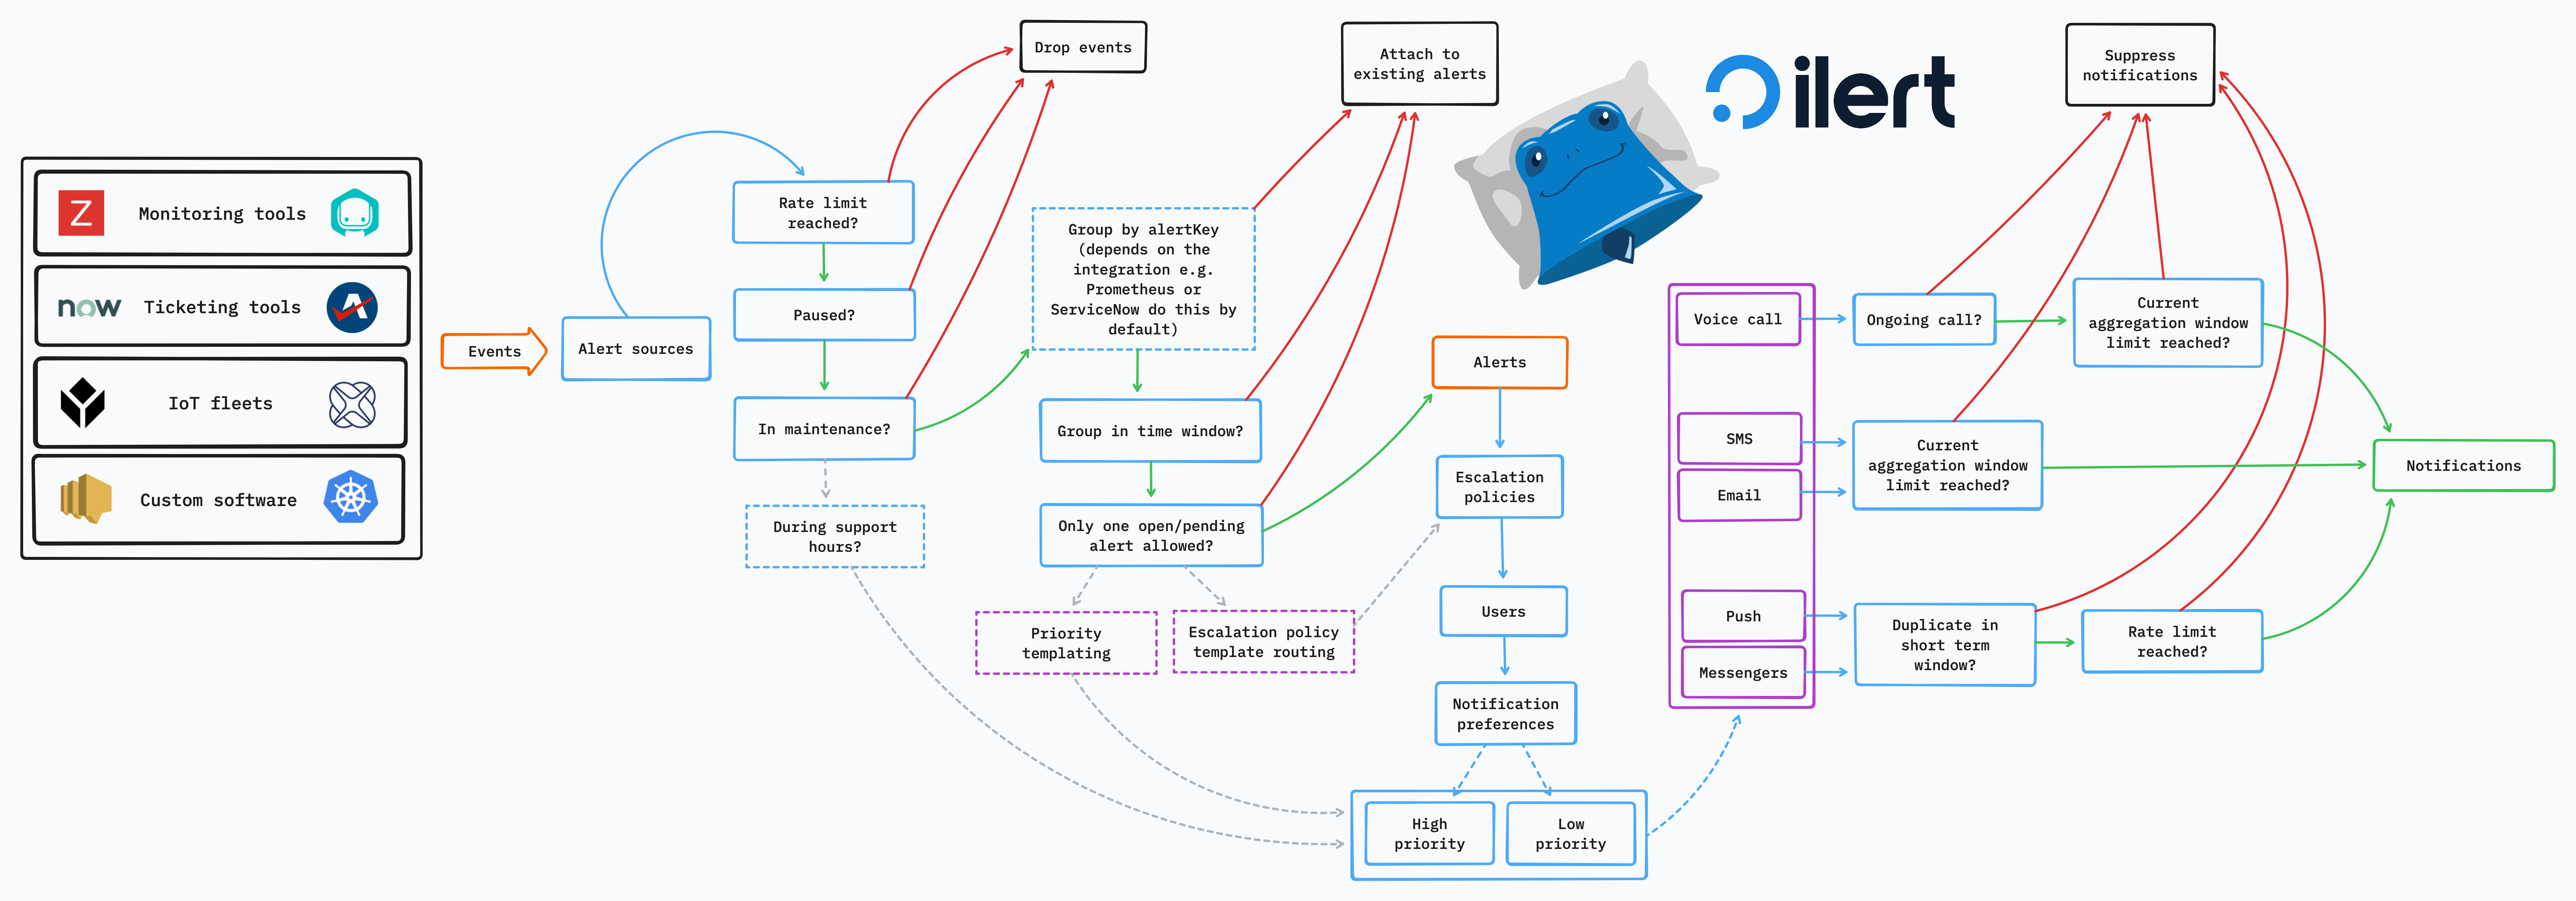 Monitoring tools
Z
now
Ticketing tools
IoT fleets
Custom software
Events
Alert sources
Rate limit
reached?
Paused?
In maintenance?
During support
hours?
Drop events
Group by alertKey
(depends on the
integration e.g.
Prometheus or
ServiceNow do this by
default)
Group in time window?
Only one open/pending
alert allowed?
Priority
templating
Escalation policy
template routing
Attach to
existing alerts
ilert
Alerts
Escalation
policies
Users
Notification
preferences
High
priority
Low
priority
Voice call
SMS
Email
Push
Messengers
Ongoing call?
Current
aggregation window
limit reached?
Current
aggregation window
limit reached?
Duplicate in
short term
window?
Rate limit
reached?
Suppress
notifications
Notifications